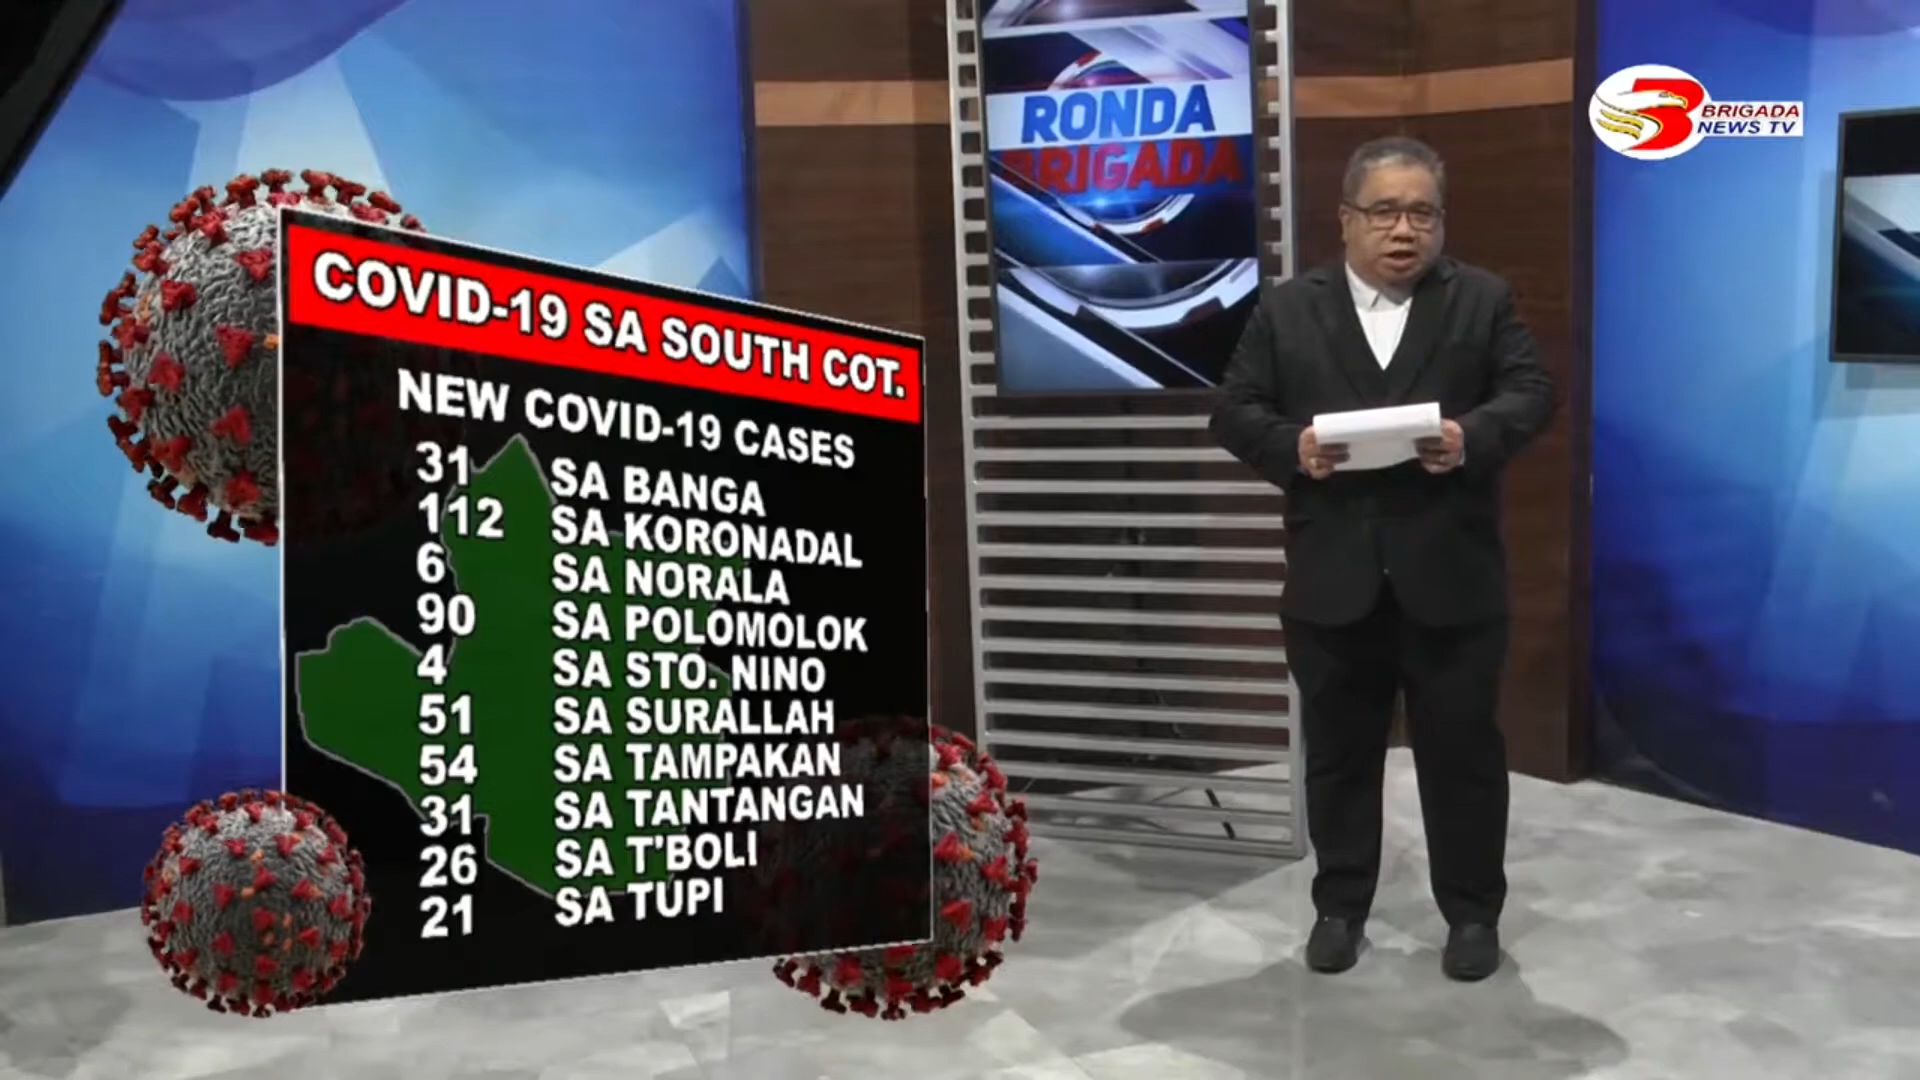 COVID-19 SA SOUTH COT.
NEW COVID-19 CASES
31 SA BANGA
112 SA KORONADAL
6 SA NORALA
90 SA POLOMOLOK
4 SA STO. NINO
51 SA SURALLAH
54 SA TAMPAKAN
31 SA TANTANGAN
26 SA T'BOLI
21 SA TUPI
RONDA
BRIGADA
BRIGADA
NEWS TV